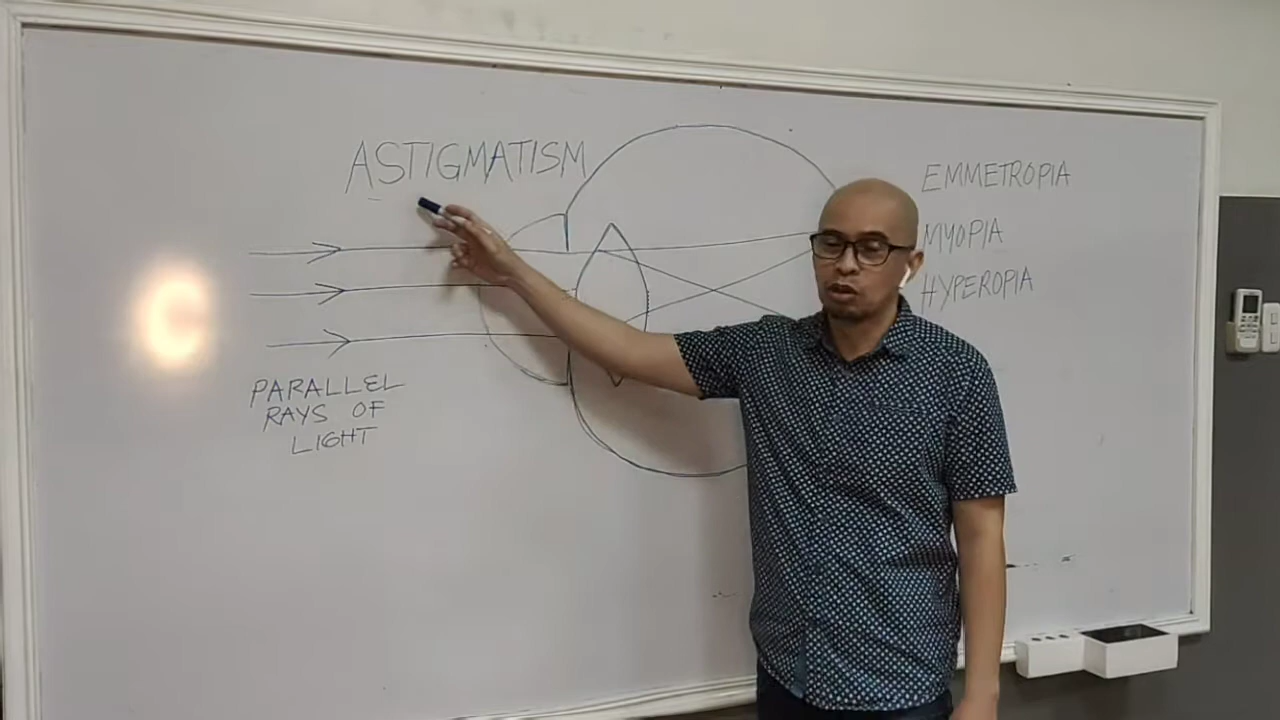 ASTIGMATISM
EMMETROPIA
MYOPIA
HYPEROPIA
PARALLEL
RAYS OF
LIGHT